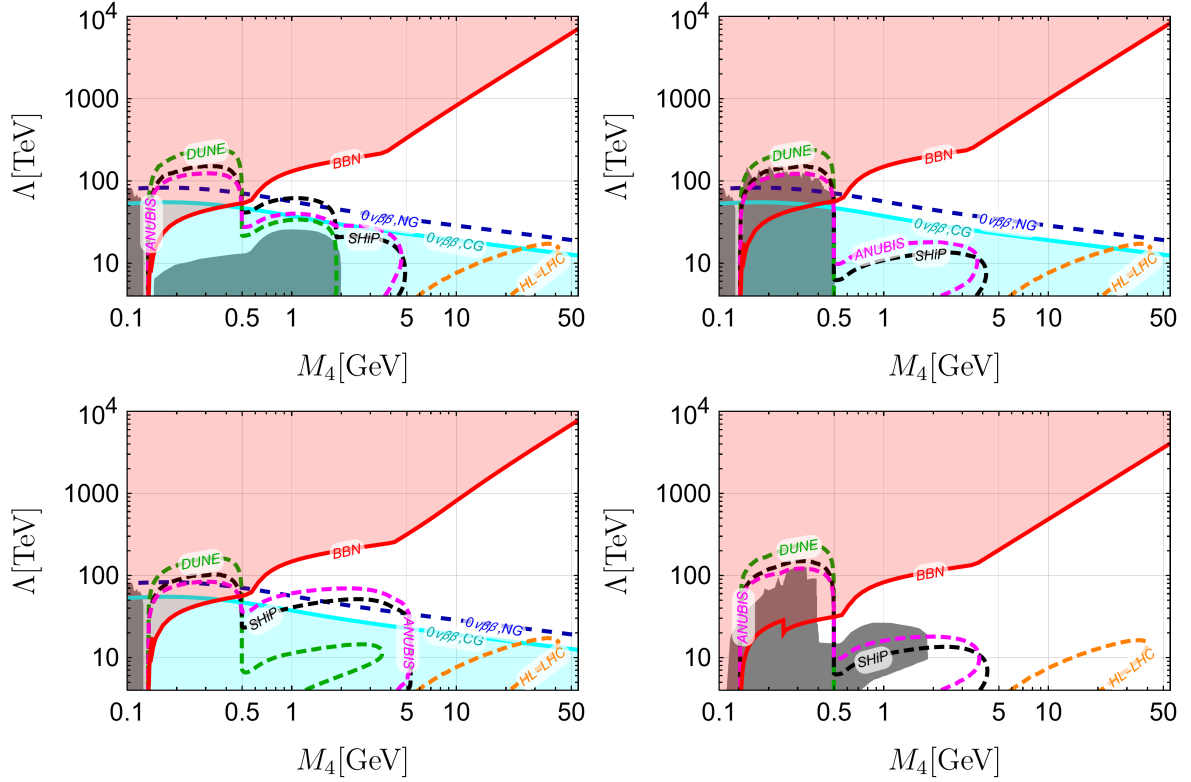 10^4
1000
100
10
Λ[TeV]
DUNE
BBN
ANUBIS
0νββ,NG
SHiP
0νββ,CG
HL-LHC
0.1 0.5 1 5 10 50
M_4[GeV]
10^4
1000
100
10
Λ[TeV]
DUNE
BBN
0νββ,NG
0νββ,CG
ANUBIS
SHiP
HL-LHC
0.1 0.5 1 5 10 50
M_4[GeV]
10^4
1000
100
10
Λ[TeV]
BBN
DUNE
SHiP
0νββ,NG
0νββ,CG
ANUBIS
HL-LHC
0.1 0.5 1 5 10 50
M_4[GeV]
10^4
1000
100
10
Λ[TeV]
DUNE
BBN
ANUBIS
SHiP
HL-LHC
0.1 0.5 1 5 10 50
M_4[GeV]